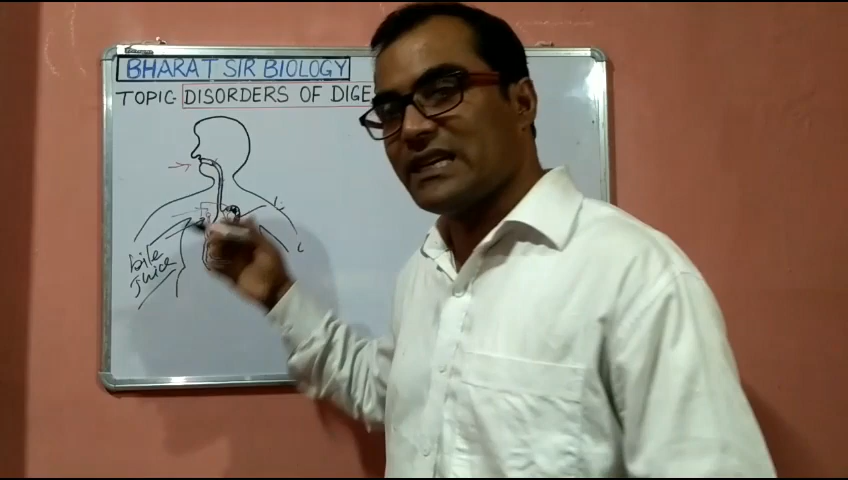 BHARAT SIR BIOLOGY
TOPIC- DISORDERS OF DIGE
bile
Juice